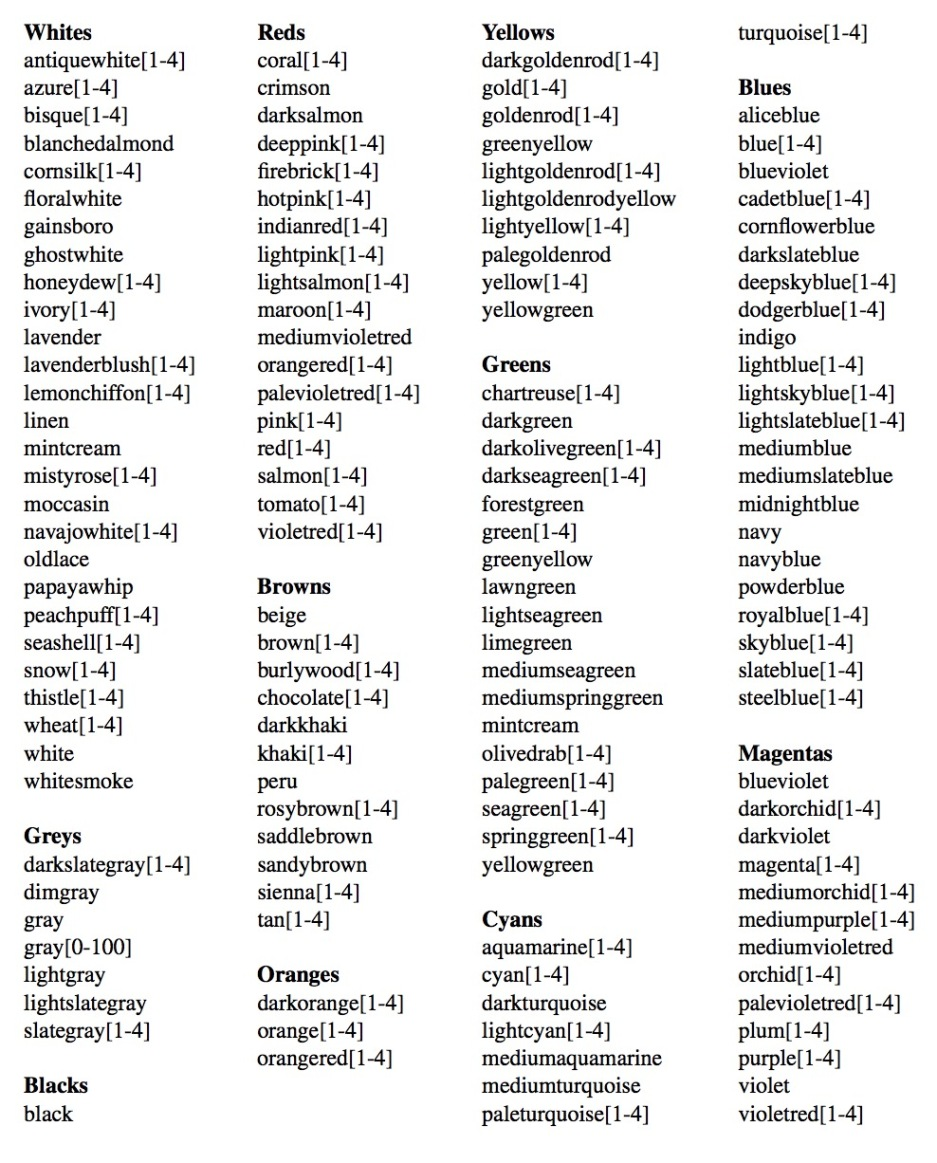 Whites
antiquewhite[1-4]
azure[1-4]
bisque[1-4]
blanchedalmond
cornsilk[1-4]
floralwhite
gainsboro
ghostwhite
honeydew[1-4]
ivory[1-4]
lavender
lavenderblush[1-4]
lemonchiffon[1-4]
linen
mintcream
mistyrose[1-4]
moccasin
navajowhite[1-4]
oldlace
papayawhip
peachpuff[1-4]
seashell[1-4]
snow[1-4]
thistle[1-4]
wheat[1-4]
white
whitesmoke
Greys
darkslategray[1-4]
dimgray
gray
gray[0-100]
lightgray
lightslategray
slategray[1-4]
Blacks
black
Reds
coral[1-4]
crimson
darksalmon
deeppink[1-4]
firebrick[1-4]
hotpink[1-4]
indianred[1-4]
lightpink[1-4]
lightsalmon[1-4]
maroon[1-4]
mediumvioletred
orangered[1-4]
palevioletred[1-4]
pink[1-4]
red[1-4]
salmon[1-4]
tomato[1-4]
violetred[1-4]
Browns
beige
brown[1-4]
burlywood[1-4]
chocolate[1-4]
darkkhaki
khaki[1-4]
peru
rosybrown[1-4]
saddlebrown
sandybrown
sienna[1-4]
tan[1-4]
Oranges
darkorange[1-4]
orange[1-4]
orangered[1-4]
Yellows
darkgoldenrod[1-4]
gold[1-4]
goldenrod[1-4]
greenyellow
lightgoldenrod[1-4]
lightgoldenrodyellow
lightyellow[1-4]
palegoldenrod
yellow[1-4]
yellowgreen
Greens
chartreuse[1-4]
darkgreen
darkolivegreen[1-4]
darkseagreen[1-4]
forestgreen
green[1-4]
greenyellow
lawngreen
lightseagreen
limegreen
mediumseagreen
mediumspringgreen
mintcream
olivedrab[1-4]
palegreen[1-4]
seagreen[1-4]
springgreen[1-4]
yellowgreen
Cyans
aquamarine[1-4]
cyan[1-4]
darkturquoise
lightcyan[1-4]
mediumaquamarine
mediumturquoise
paleturquoise[1-4]
turquoise[1-4]
Blues
aliceblue
blue[1-4]
blueviolet
cadetblue[1-4]
cornflowerblue
darkslateblue
deepskyblue[1-4]
dodgerblue[1-4]
indigo
lightblue[1-4]
lightskyblue[1-4]
lightslateblue[1-4]
mediumblue
mediumslateblue
midnightblue
navy
navyblue
powderblue
royalblue[1-4]
skyblue[1-4]
slateblue[1-4]
steelblue[1-4]
Magentas
blueviolet
darkorchid[1-4]
darkviolet
magenta[1-4]
mediumorchid[1-4]
mediumpurple[1-4]
mediumvioletred
orchid[1-4]
palevioletred[1-4]
plum[1-4]
purple[1-4]
violet
violetred[1-4]